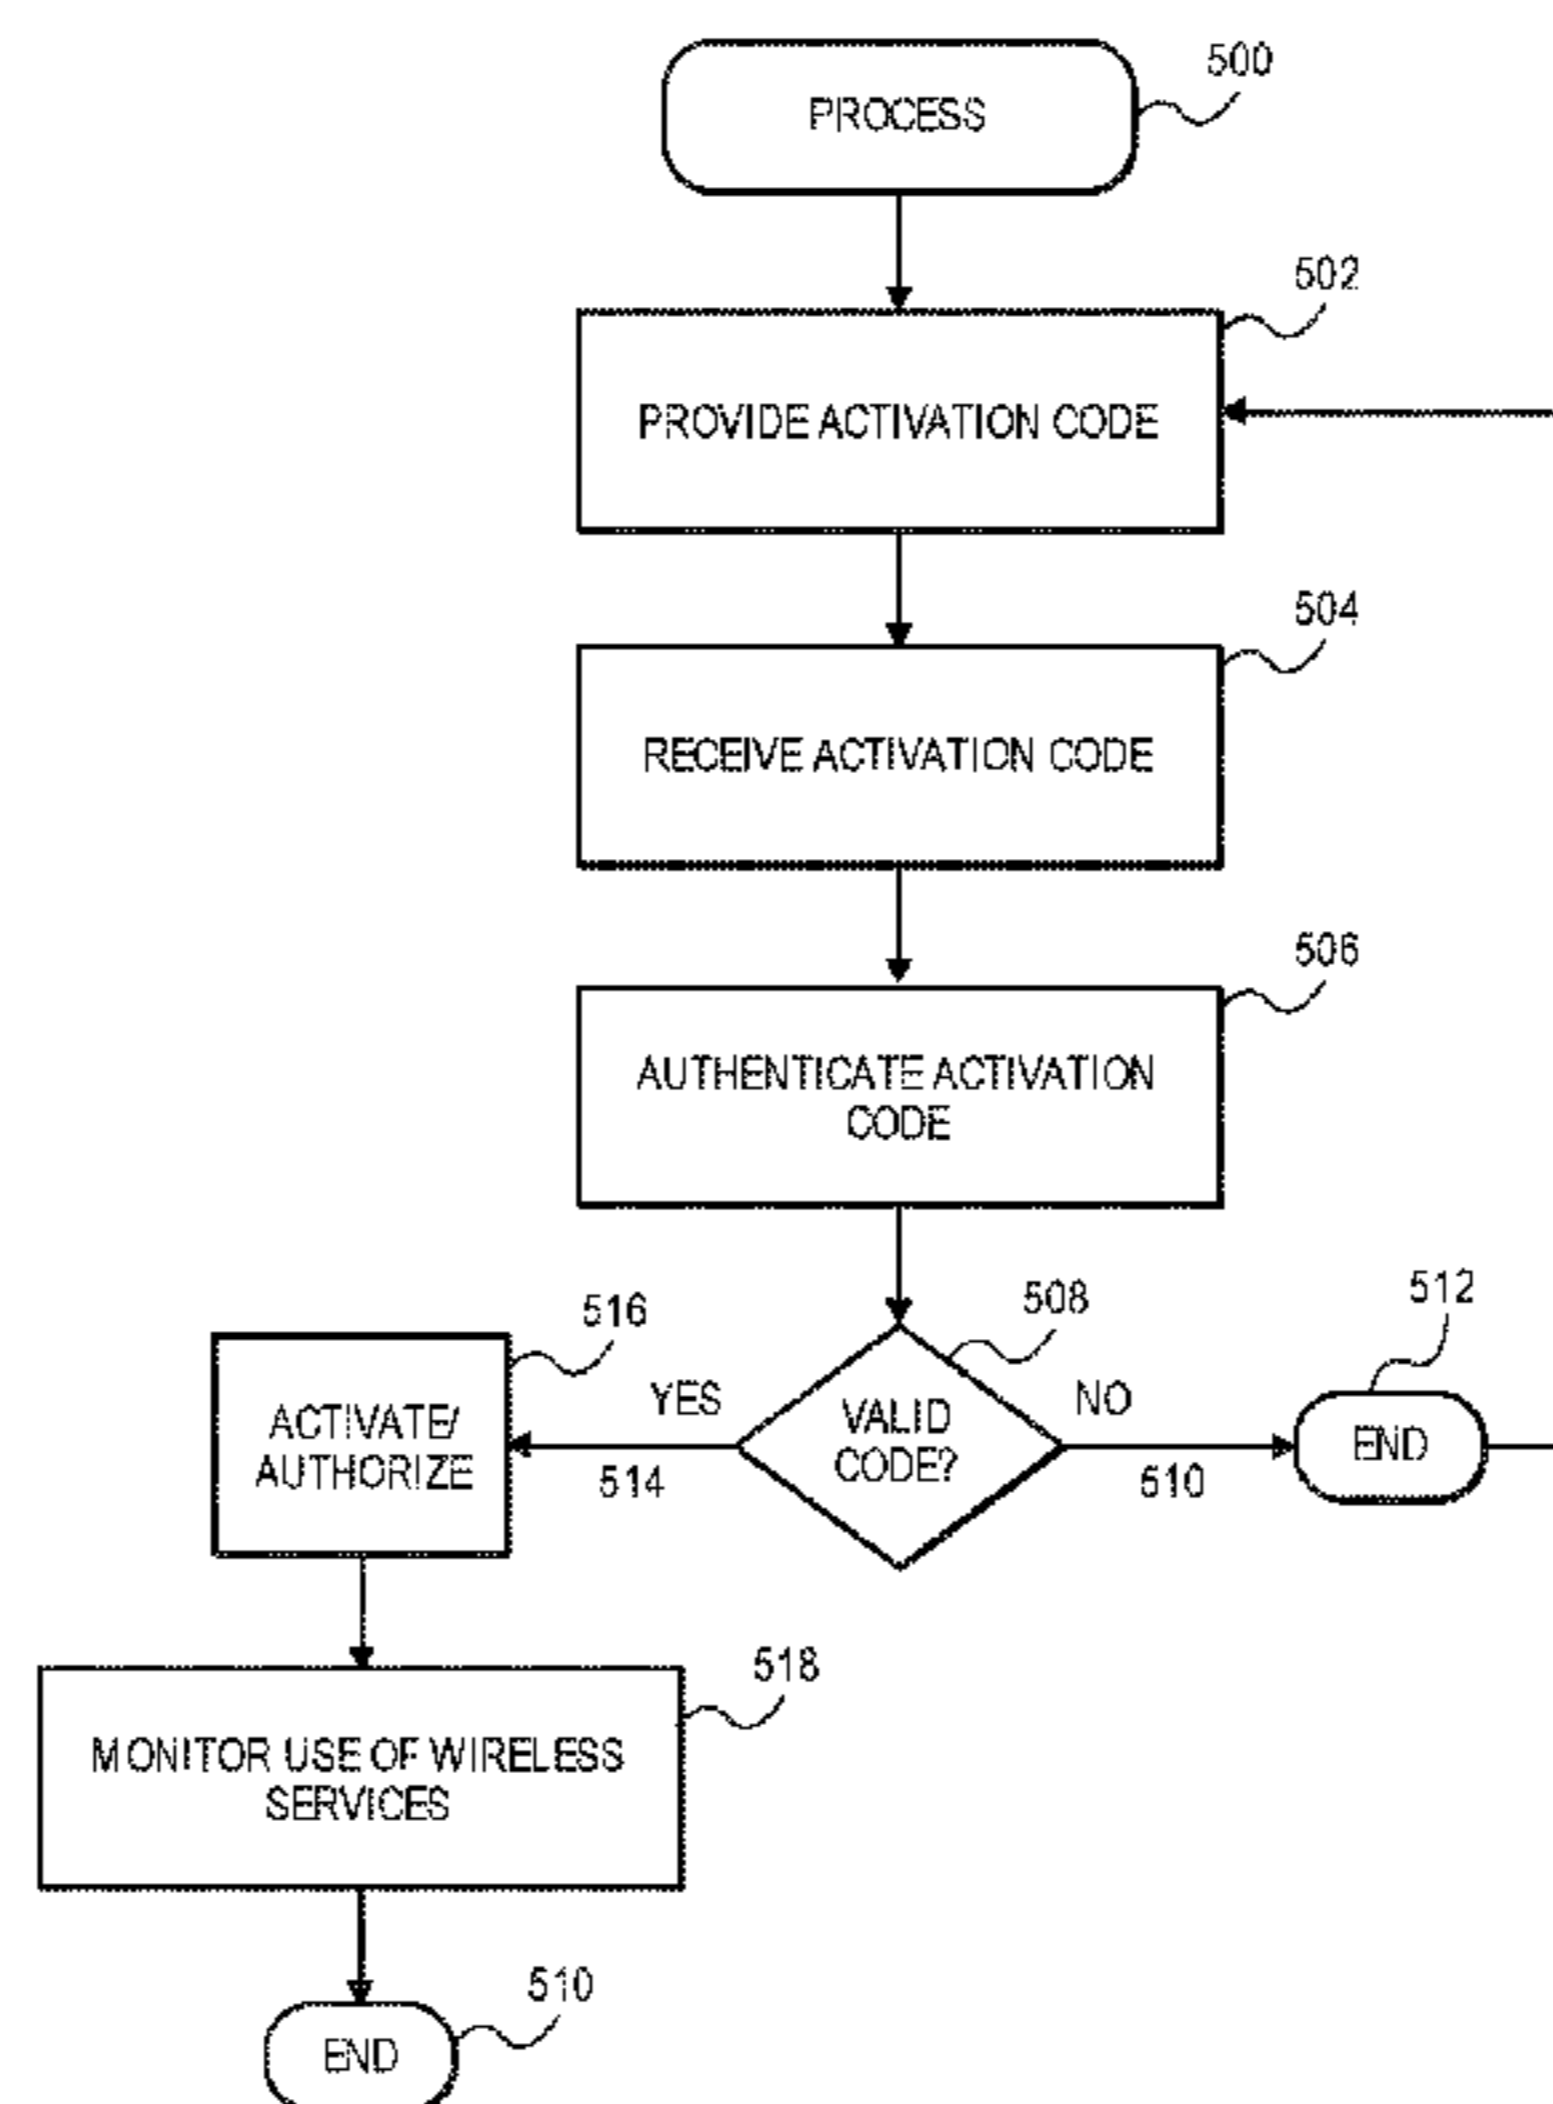 500
PROCESS
502
PROVIDE ACTIVATION CODE
504
RECEIVE ACTIVATION CODE
506
AUTHENTICATE ACTIVATION
CODE
508
512
516
YES
NO
VALID
CODE?
END
ACTIVATE/
AUTHORIZE
514
510
518
MONITOR USE OF WIRELESS
SERVICES
510
END